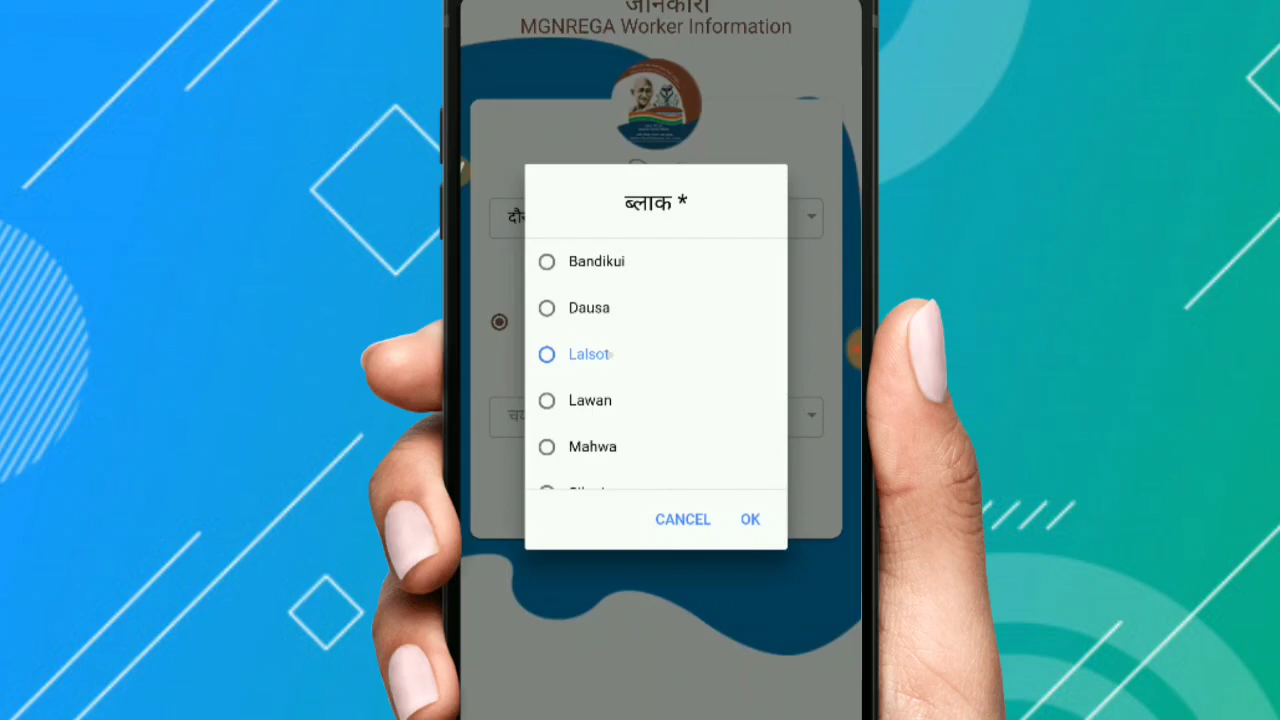 जानकारी
MGNREGA Worker Information
ब्लाक *
Bandikui
Dausa
Lalsot
Lawan
Mahwa
CANCEL OK